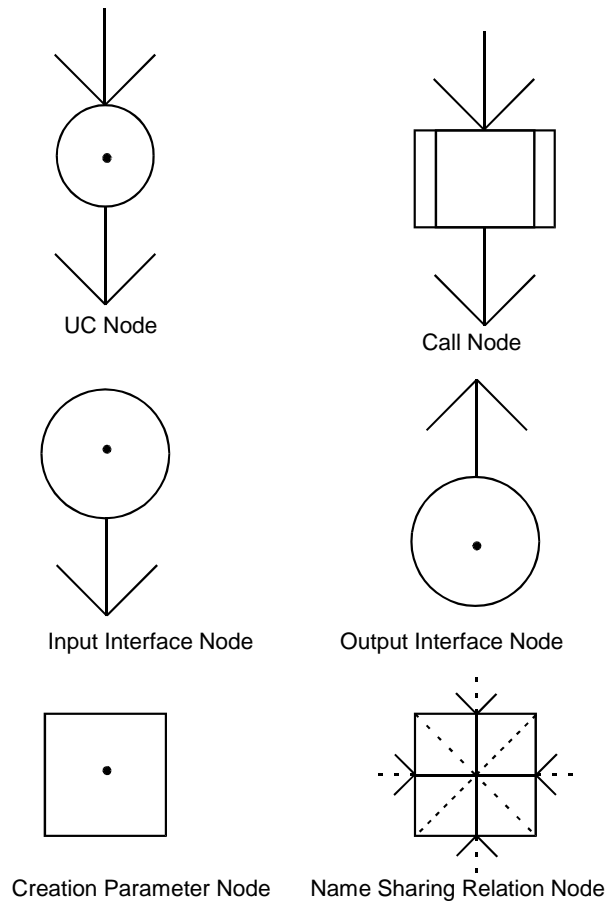 UC Node
Call Node
Input Interface Node
Output Interface Node
Creation Parameter Node
Name Sharing Relation Node